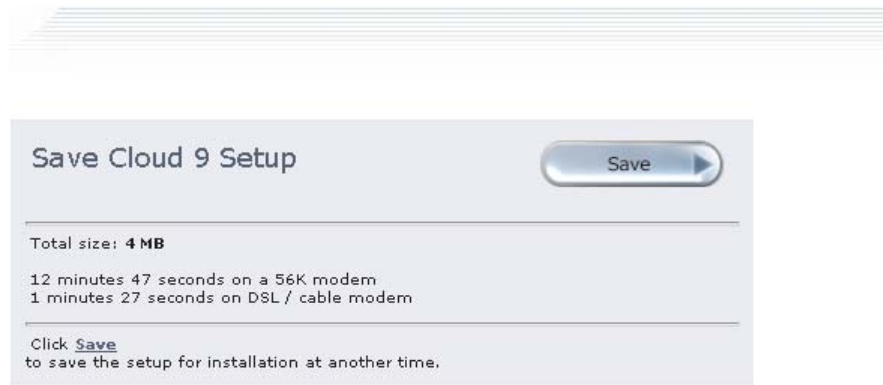 Save Cloud 9 Setup
Save
Total size: 4 MB
12 minutes 47 seconds on a 56K modem
1 minutes 27 seconds on DSL / cable modem
Click Save
to save the setup for installation at another time.